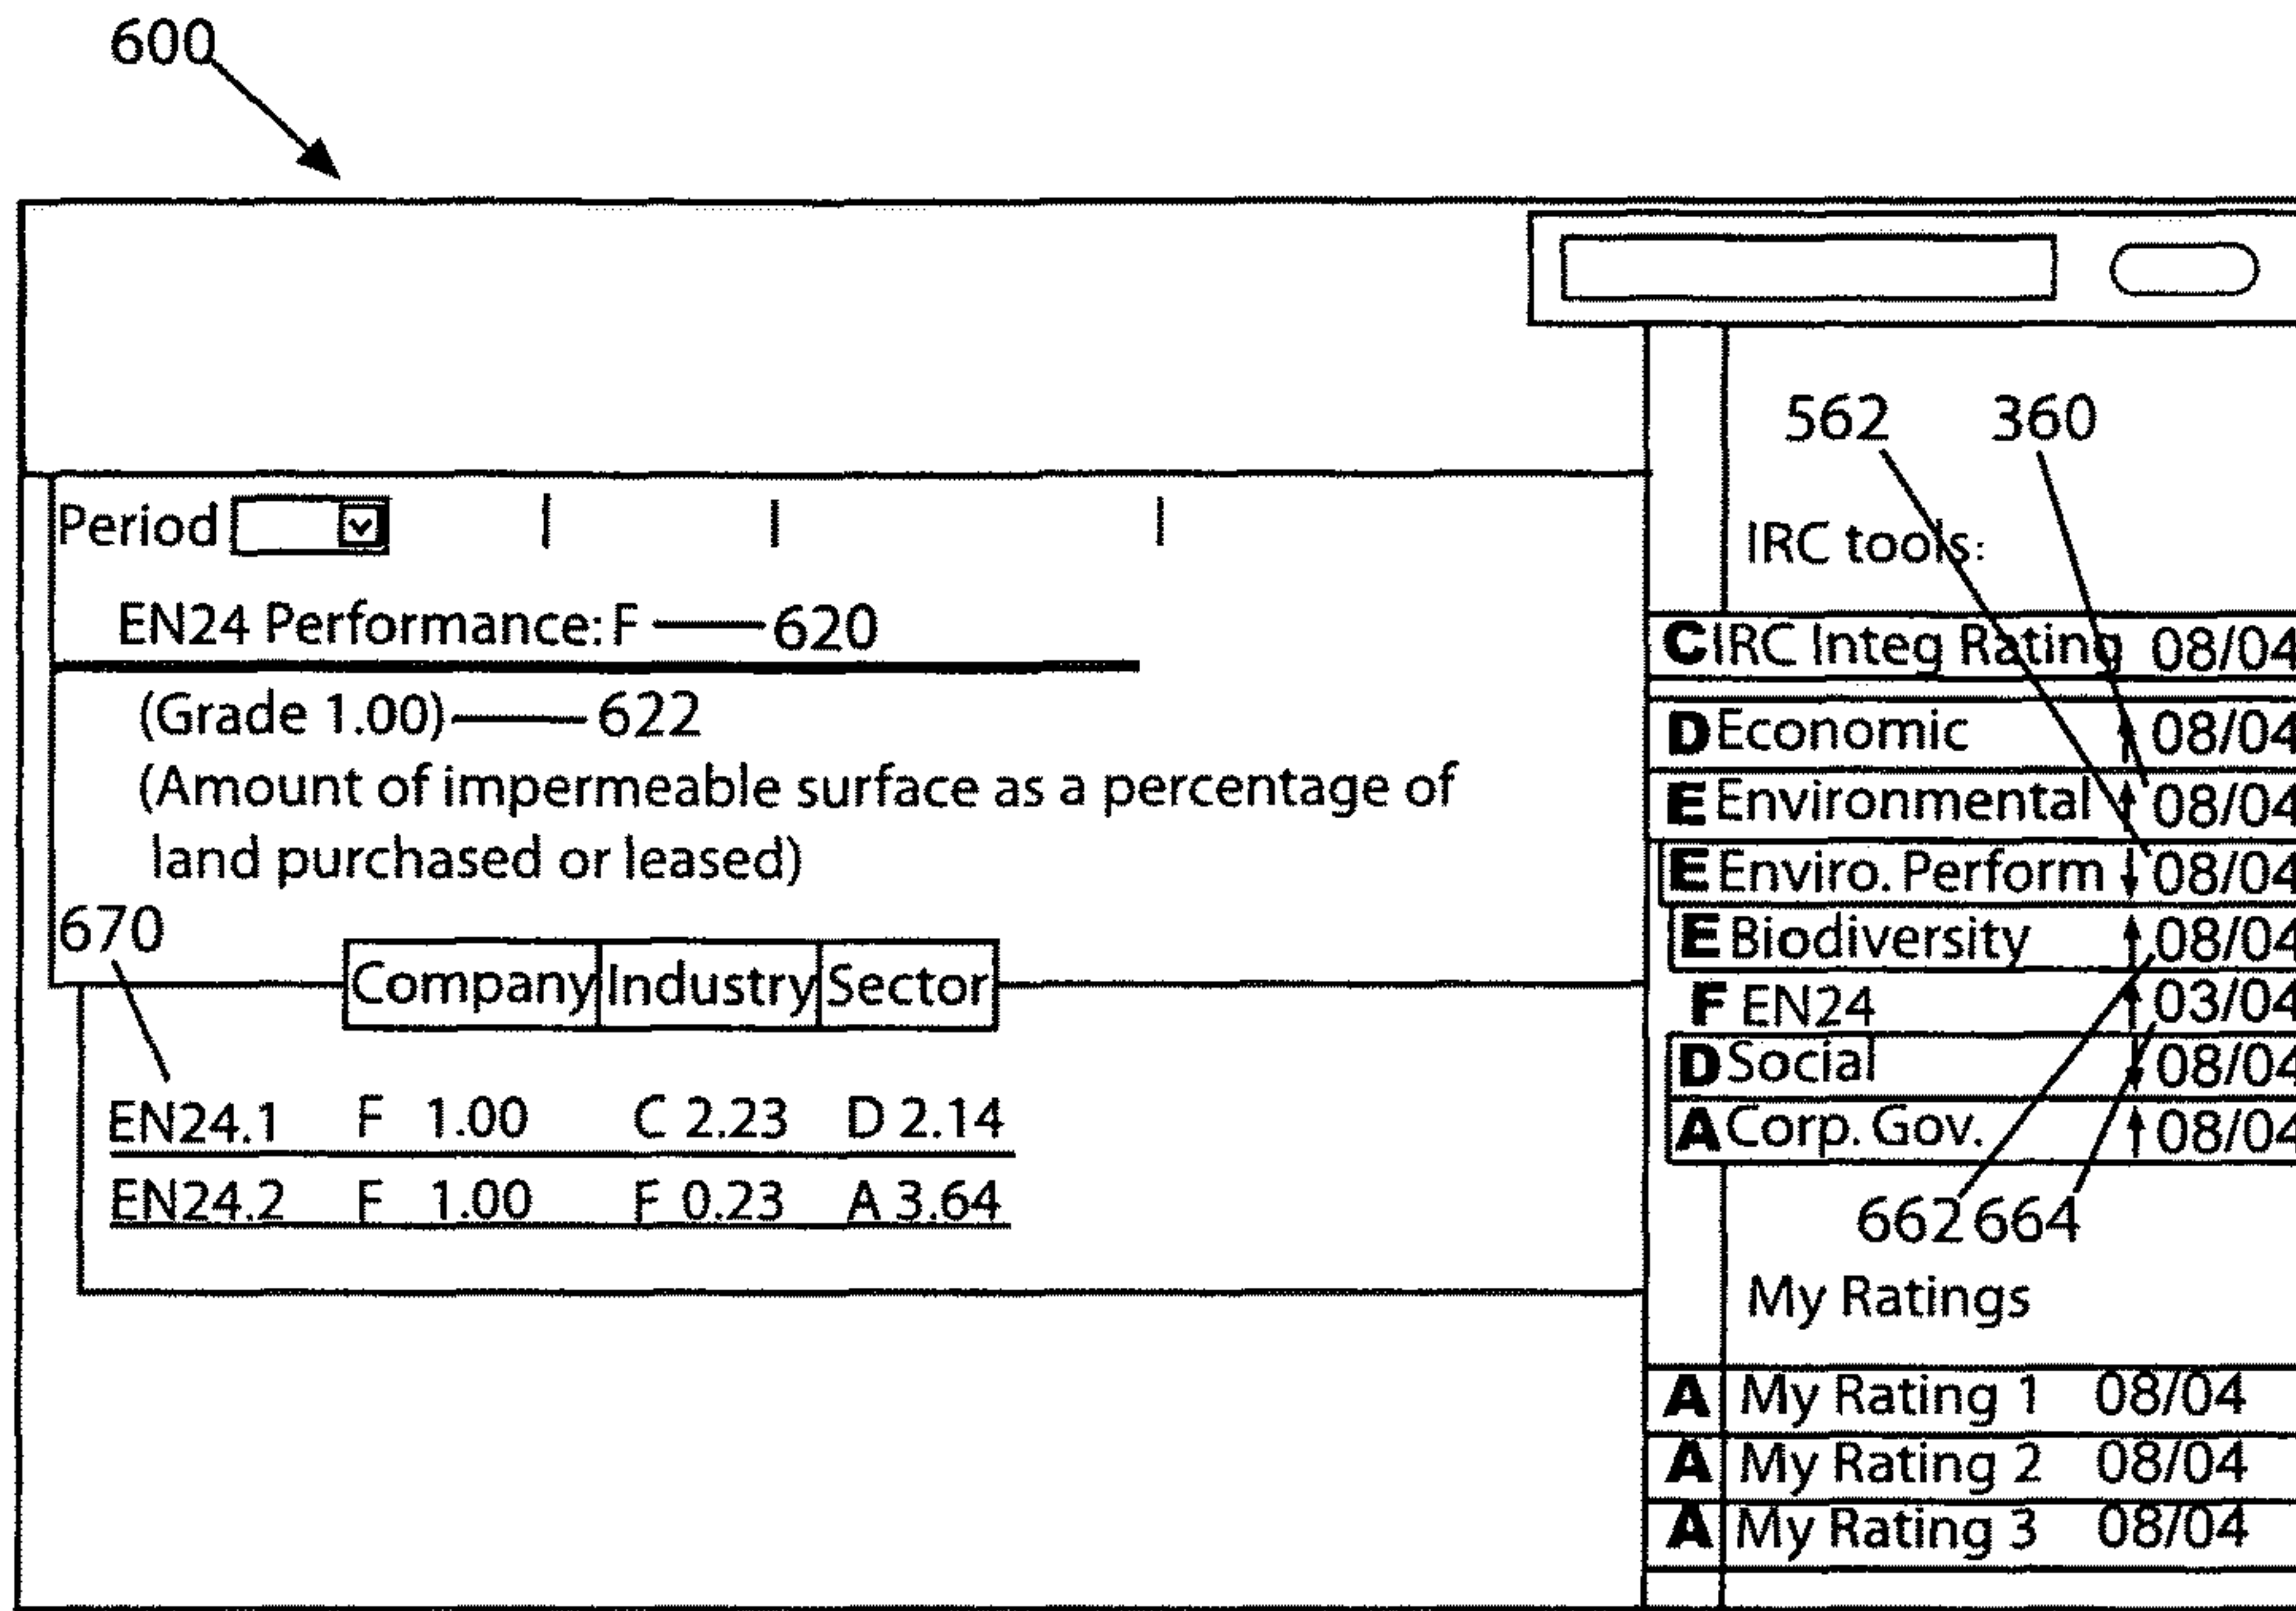 600
562 360
Period
IRC tools:
EN24 Performance: F 620
(Grade 1.00) 622
(Amount of impermeable surface as a percentage of
land purchased or leased)
670
Company Industry Sector
EN24.1 F 1.00 C 2.23 D 2.14
EN24.2 F 1.00 F 0.23 A 3.64
C IRC Integ Rating 08/04
D Economic 08/04
E Environmental 08/04
E Enviro. Perform 08/04
E Biodiversity 08/04
F EN24 03/04
D Social 08/04
A Corp. Gov. 08/04
662 664
My Ratings
A My Rating 1 08/04
A My Rating 2 08/04
A My Rating 3 08/04